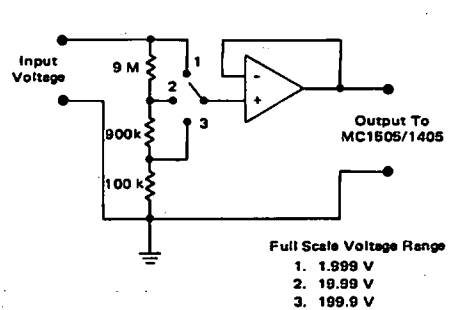 Input
Voltage
9 M
1
2
3
900k
100 k
-
+
Output To
MC1505/1405
Full Scale Voltage Range
1. 1.999 V
2. 19.99 V
3. 199.9 V